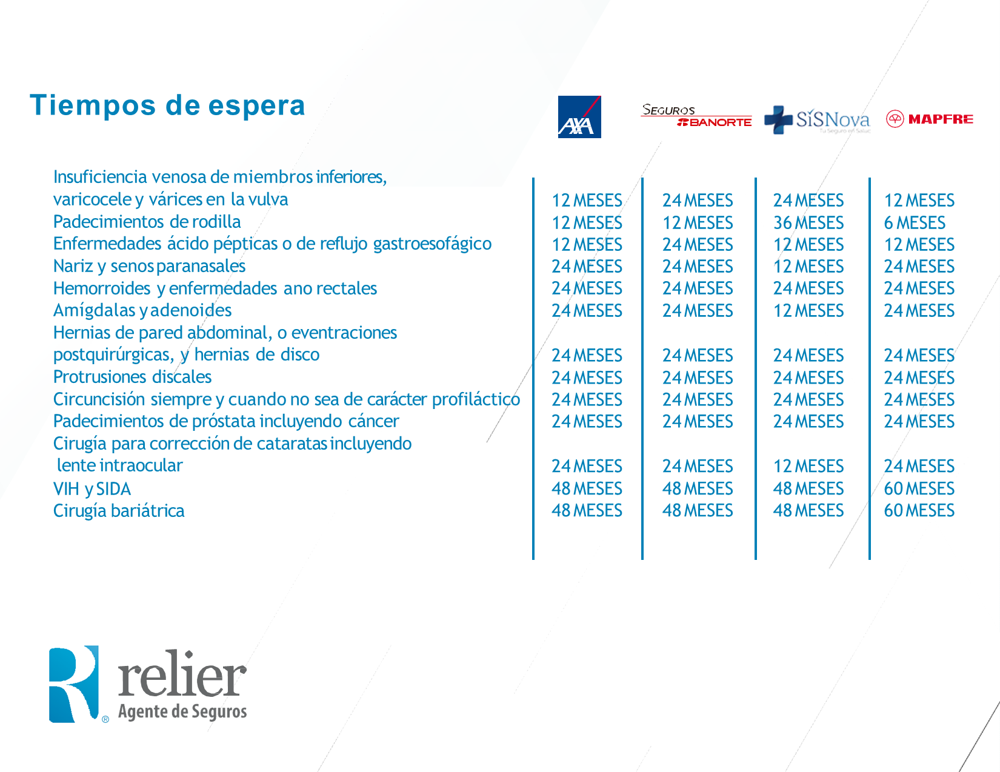 Tiempos de espera
AXA
SEGUROS
BANORTE
SíSNova
Tu Seguro en Salud
MAPFRE
Insuficiencia venosa de miembros inferiores,
varicocele y várices en la vulva 12 MESES 24 MESES 24 MESES 12 MESES
Padecimientos de rodilla 12 MESES 12 MESES 36 MESES 6 MESES
Enfermedades ácido pépticas o de reflujo gastroesofágico 12 MESES 24 MESES 12 MESES 12 MESES
Nariz y senos paranasales 24 MESES 24 MESES 12 MESES 24 MESES
Hemorroides y enfermedades ano rectales 24 MESES 24 MESES 24 MESES 24 MESES
Amígdalas y adenoides 24 MESES 24 MESES 12 MESES 24 MESES
Hernias de pared abdominal, o eventraciones
postquirúrgicas, y hernias de disco 24 MESES 24 MESES 24 MESES 24 MESES
Protrusiones discales 24 MESES 24 MESES 24 MESES 24 MESES
Circuncisión siempre y cuando no sea de carácter profiláctico 24 MESES 24 MESES 24 MESES 24 MESES
Padecimientos de próstata incluyendo cáncer 24 MESES 24 MESES 24 MESES 24 MESES
Cirugía para corrección de cataratas incluyendo
lente intraocular 24 MESES 24 MESES 12 MESES 24 MESES
VIH y SIDA 48 MESES 48 MESES 48 MESES 60 MESES
Cirugía bariátrica 48 MESES 48 MESES 48 MESES 60 MESES
relier
® Agente de Seguros